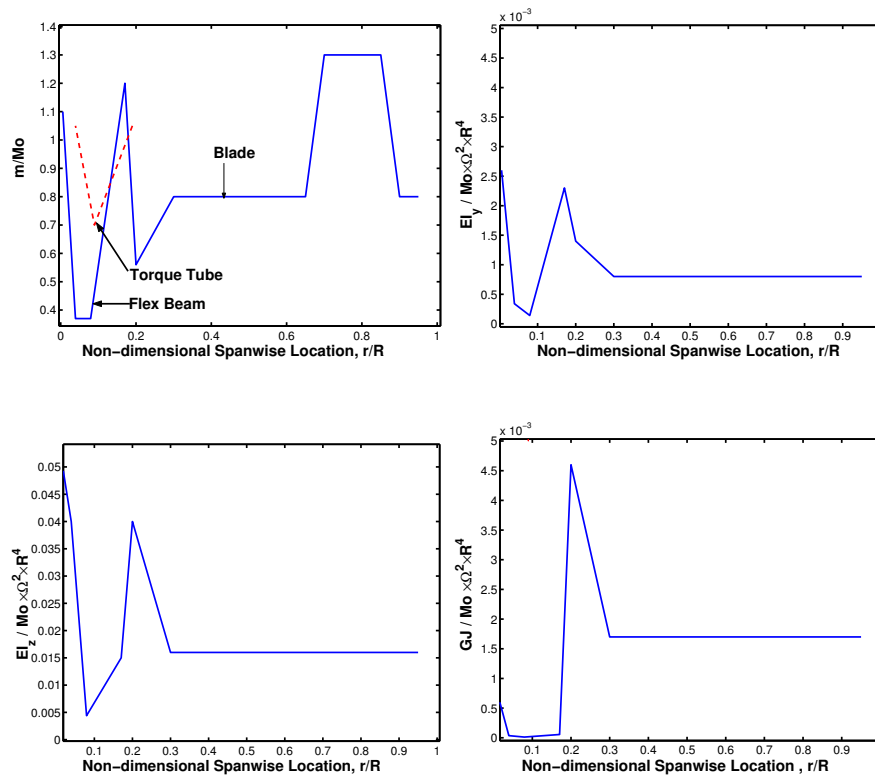 1.4
1.3
1.2
1.1
1
0.9
0.8
0.7
0.6
0.5
0.4
m/Mo
Blade
Torque Tube
Flex Beam
0 0.2 0.4 0.6 0.8 1
Non−dimensional Spanwise Location, r/R
x 10⁻³
5
4.5
4
3.5
3
2.5
2
1.5
1
0.5
0
EI_y / Mo×Ω²×R⁴
0.1 0.2 0.3 0.4 0.5 0.6 0.7 0.8 0.9
Non−dimensional Spanwise Location, r/R
0.05
0.045
0.04
0.035
0.03
0.025
0.02
0.015
0.01
0.005
0
EI_z / Mo ×Ω²×R⁴
0.1 0.2 0.3 0.4 0.5 0.6 0.7 0.8 0.9 1
Non−dimensional Spanwise Location, r/R
x 10⁻³
5
4.5
4
3.5
3
2.5
2
1.5
1
0.5
0
GJ / Mo ×Ω²×R⁴
0.1 0.2 0.3 0.4 0.5 0.6 0.7 0.8 0.9
Non−dimensional Spanwise Location , r/R